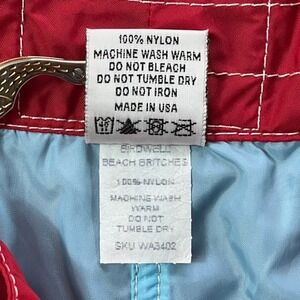 100% NYLON
MACHINE WASH WARM
DO NOT BLEACH
DO NOT TUMBLE DRY
DO NOT IRON
MADE IN USA
BIRDWELL
BEACH BRITCHES
100% NYLON
MACHINE WASH
WARM
DO NOT
TUMBLE DRY
SKU WA3402